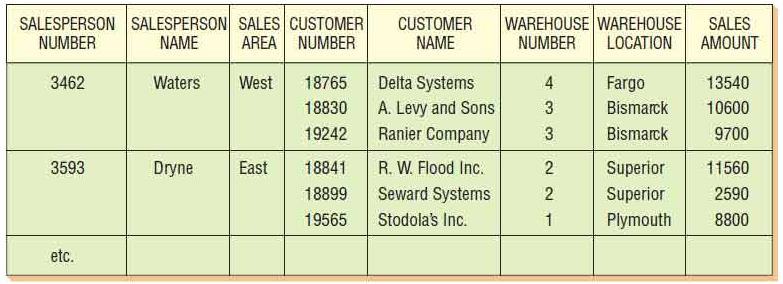 SALESPERSON SALESPERSON SALES CUSTOMER CUSTOMER WAREHOUSE WAREHOUSE SALES
NUMBER NAME AREA NUMBER NAME NUMBER LOCATION AMOUNT
3462 Waters West 18765 Delta Systems 4 Fargo 13540
18830 A. Levy and Sons 3 Bismarck 10600
19242 Ranier Company 3 Bismarck 9700
3593 Dryne East 18841 R. W. Flood Inc. 2 Superior 11560
18899 Seward Systems 2 Superior 2590
19565 Stodola's Inc. 1 Plymouth 8800
etc.